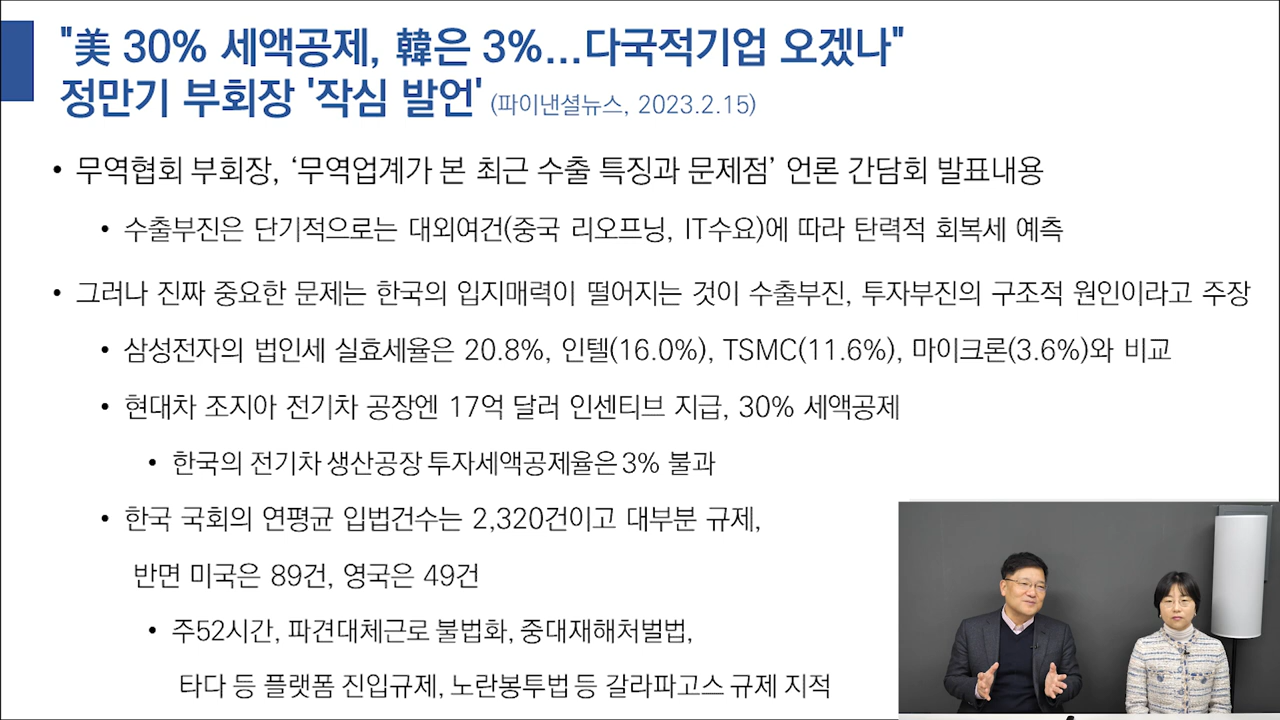 "美 30% 세액공제, 韓은 3%...다국적기업 오겠나"
정만기 부회장 '작심 발언' (파이낸셜뉴스, 2023.2.15)
• 무역협회 부회장, ‘무역업계가 본 최근 수출 특징과 문제점’ 언론 간담회 발표내용
• 수출부진은 단기적으로는 대외여건(중국 리오프닝, IT수요)에 따라 탄력적 회복세 예측
• 그러나 진짜 중요한 문제는 한국의 입지매력이 떨어지는 것이 수출부진, 투자부진의 구조적 원인이라고 주장
• 삼성전자의 법인세 실효세율은 20.8%, 인텔(16.0%), TSMC(11.6%), 마이크론(3.6%)와 비교
• 현대차 조지아 전기차 공장엔 17억 달러 인센티브 지급, 30% 세액공제
• 한국의 전기차 생산공장 투자세액공제율은 3% 불과
• 한국 국회의 연평균 입법건수는 2,320건이고 대부분 규제,
반면 미국은 89건, 영국은 49건
• 주52시간, 파견대체근로 불법화, 중대재해처벌법,
타다 등 플랫폼 진입규제, 노란봉투법 등 갈라파고스 규제 지적